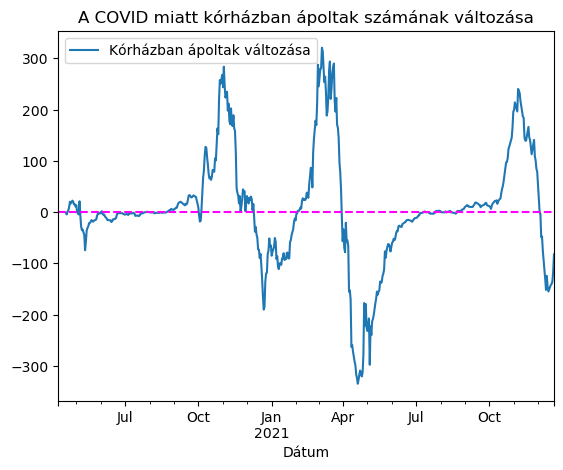 A COVID miatt kórházban ápoltak számának változása
Kórházban ápoltak változása
300
200
100
0
−100
−200
−300
Jul
Oct
Jan
2021
Apr
Jul
Oct
Dátum